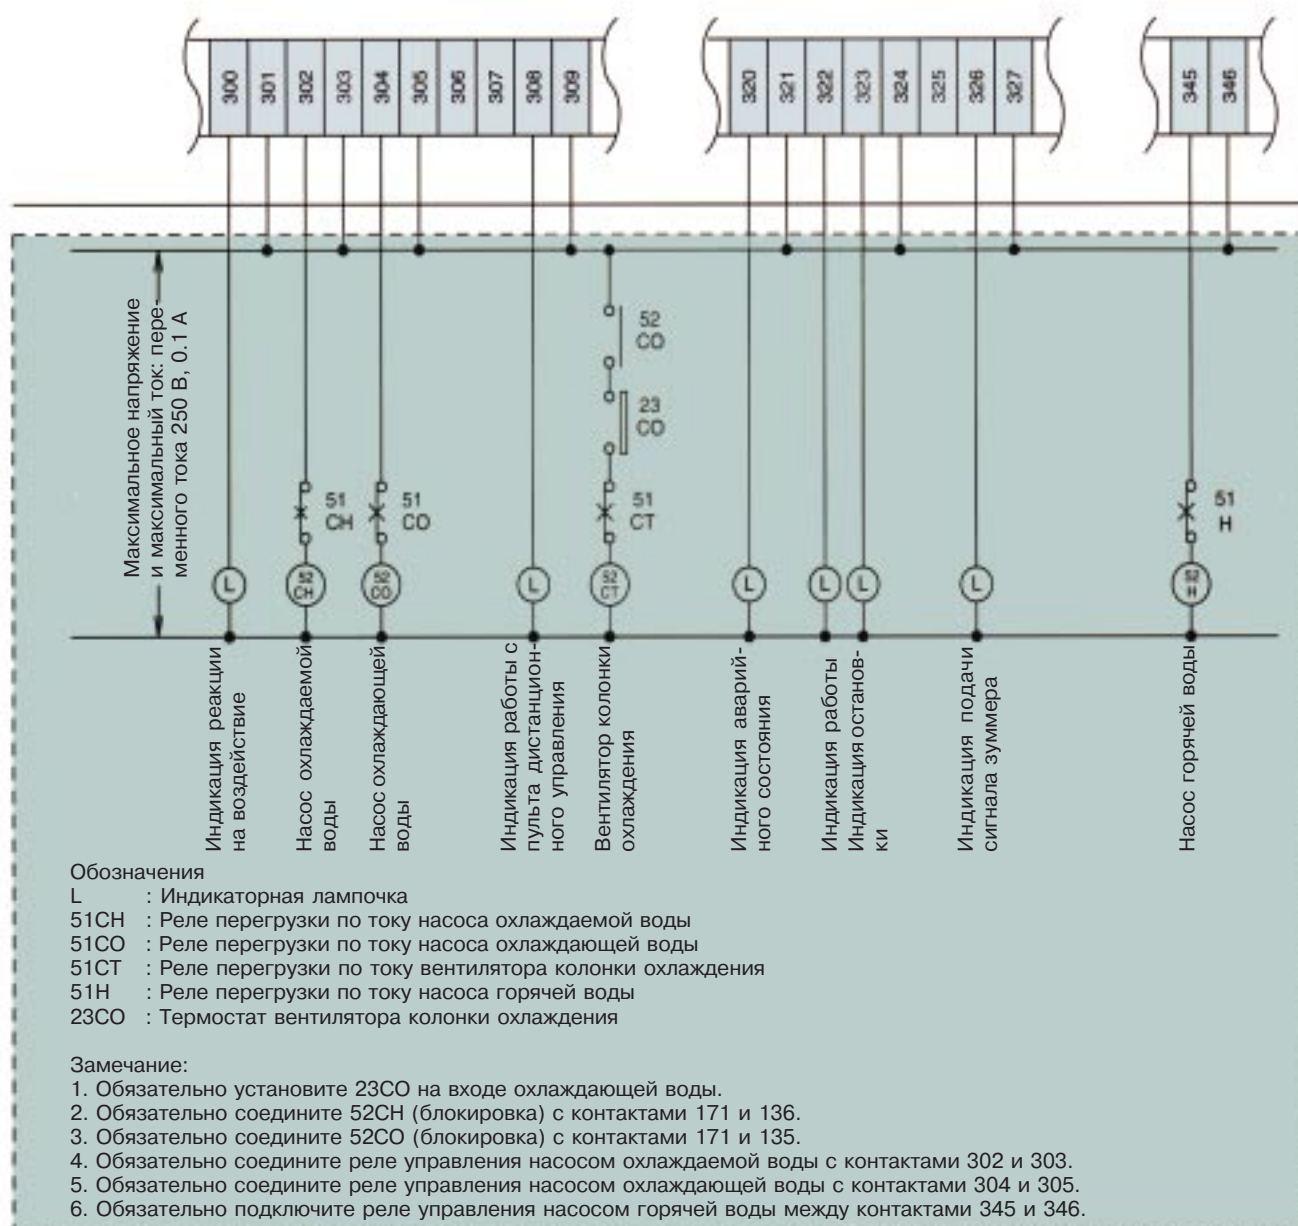 300 301 302 303 304 305 306 307 308 309
320 321 322 323 324 325 326 327
345 346
Максимальное напряжение
и максимальный ток: пере-
менного тока 250 В, 0.1 А
52
CO
23
CO
51
CH
51
CO
51
CT
51
H
L
52
CH
52
CO
L
52
CT
L
L
L
L
52
H
Индикация реакции
на воздействие
Насос охлаждаемой
воды
Насос охлаждающей
воды
Индикация работы с
пульта дистанцион-
ного управления
Вентилятор колонки
охлаждения
Индикация аварий-
ного состояния
Индикация работы
Индикация останов-
ки
Индикация подачи
сигнала зуммера
Насос горячей воды
Обозначения
L : Индикаторная лампочка
51CH : Реле перегрузки по току насоса охлаждаемой воды
51CO : Реле перегрузки по току насоса охлаждающей воды
51CT : Реле перегрузки по току вентилятора колонки охлаждения
51H : Реле перегрузки по току насоса горячей воды
23CO : Термостат вентилятора колонки охлаждения
Замечание:
1. Обязательно установите 23CO на входе охлаждающей воды.
2. Обязательно соедините 52CH (блокировка) с контактами 171 и 136.
3. Обязательно соедините 52CO (блокировка) с контактами 171 и 135.
4. Обязательно соедините реле управления насосом охлаждаемой воды с контактами 302 и 303.
5. Обязательно соедините реле управления насосом охлаждающей воды с контактами 304 и 305.
6. Обязательно подключите реле управления насосом горячей воды между контактами 345 и 346.